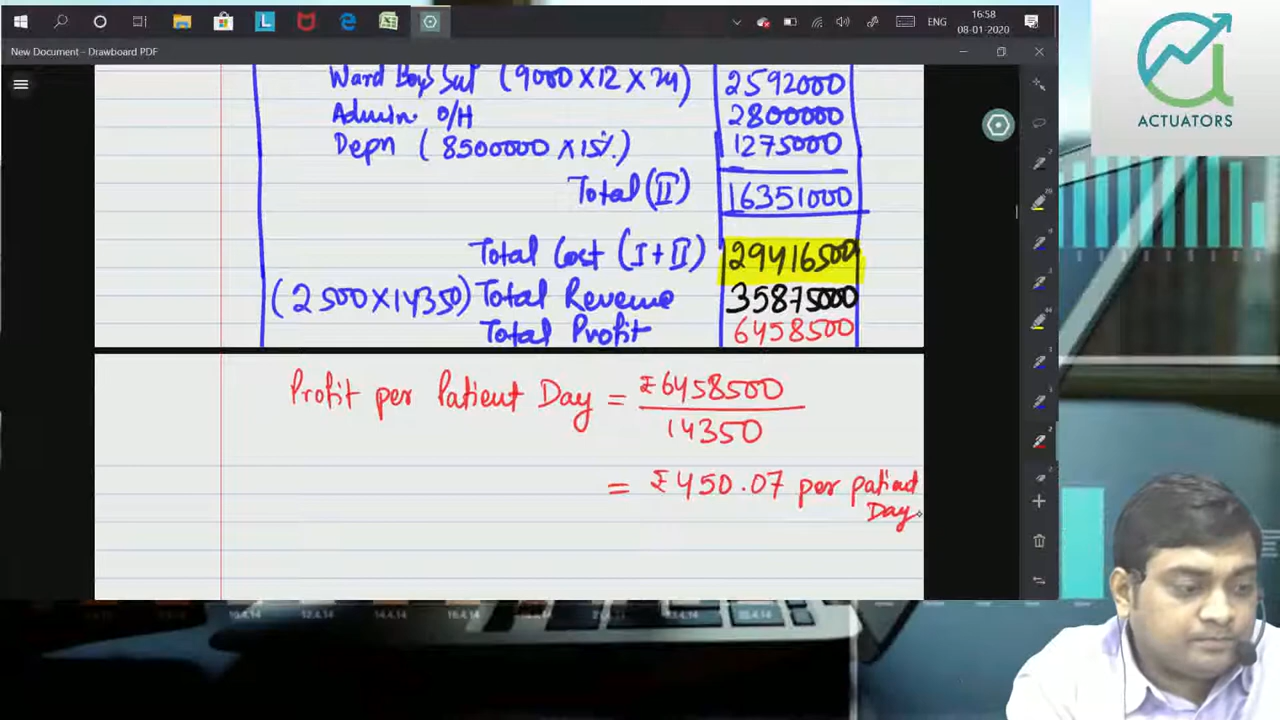 16:58
ENG
08-01-2020
New Document - Drawboard PDF
Ward Boys Sal (9000 X 12 X 24) 2592000
Admin. O/H 2800000
Depn (8500000 X 15%.) 1275000
Total (II) 16351000
Total Cost (I+II) 29416500
(2500X14350) Total Revenue 35875000
Total Profit 6458500
Profit per Patient Day = ₹6458500
14350
= ₹450.07 per patient
Day
ACTUATORS